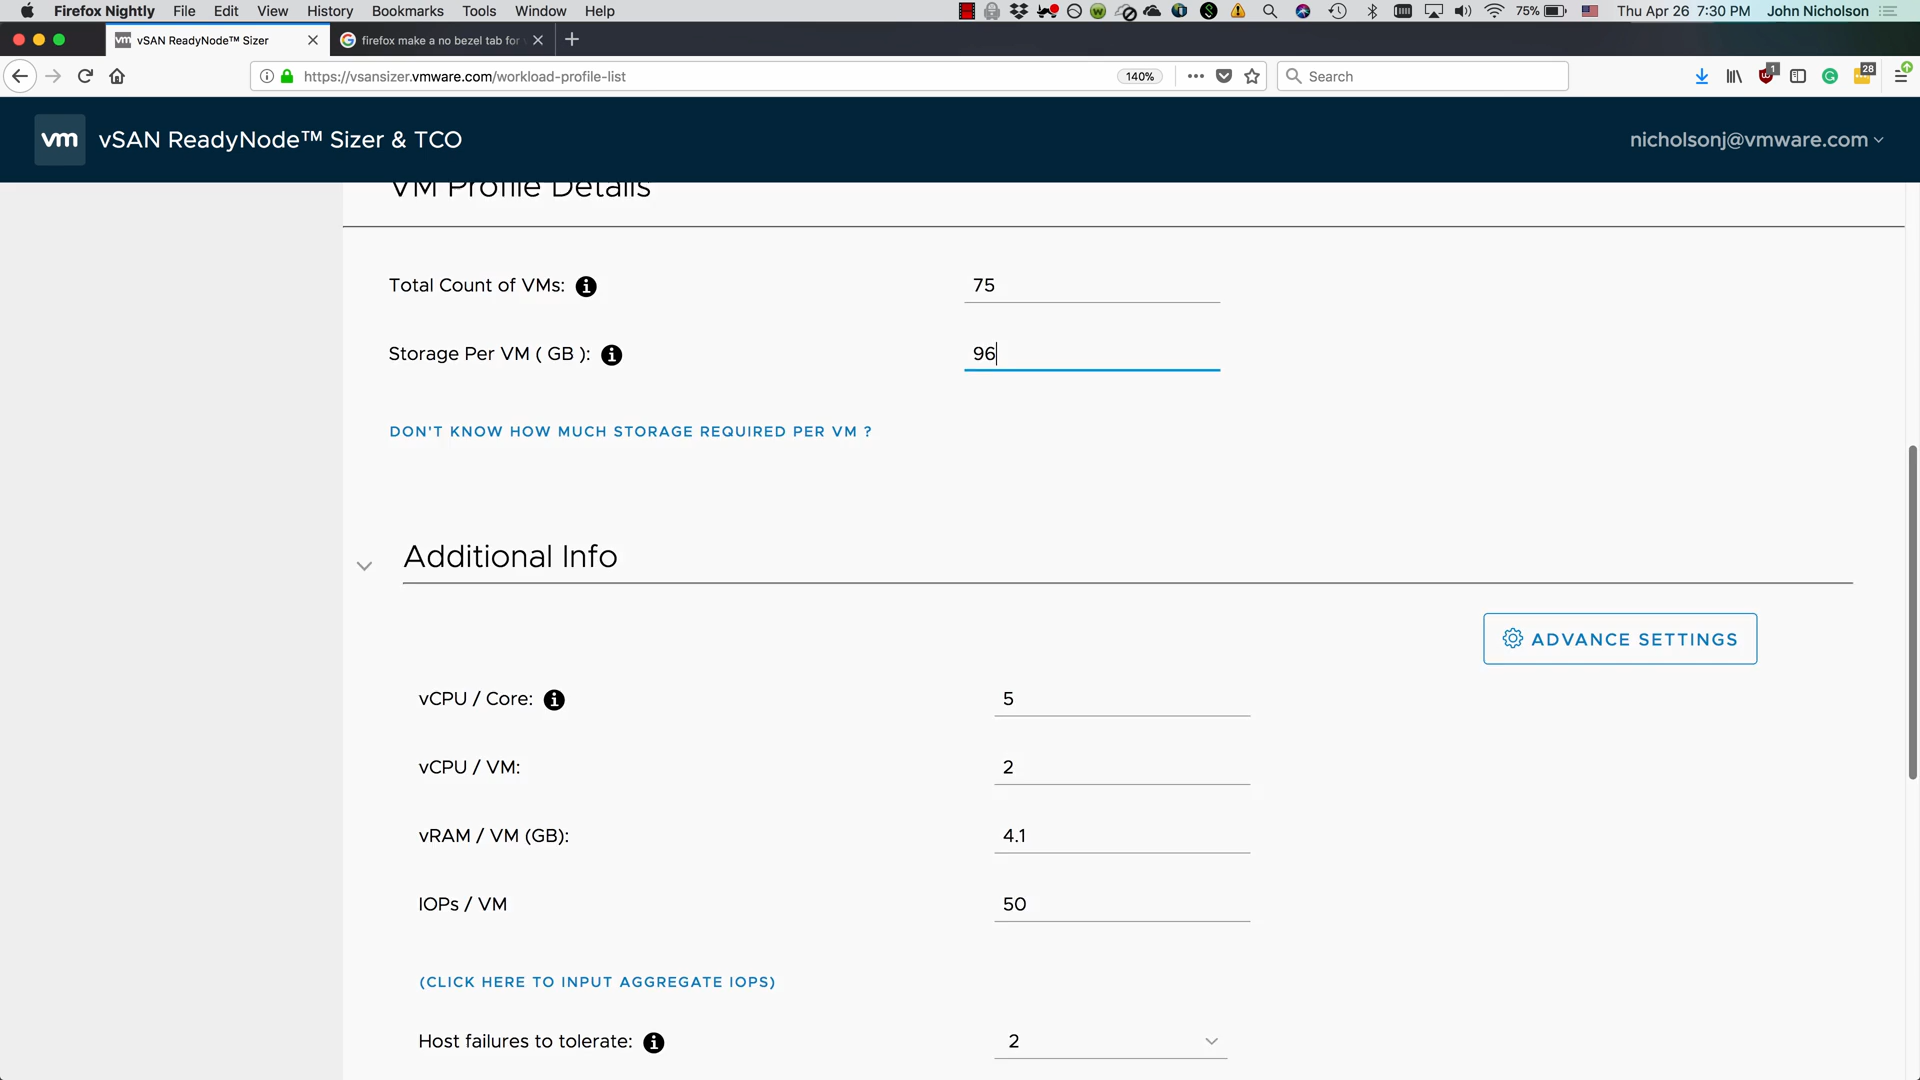 Firefox Nightly File Edit View History Bookmarks Tools Window Help 75% Thu Apr 26 7:30 PM John Nicholson
vm vSAN ReadyNode™ Sizer firefox make a no bezel tab for
https://vsansizer.vmware.com/workload-profile-list 140% Search 1 28
vm vSAN ReadyNode™ Sizer & TCO nicholsonj@vmware.com
VM Profile Details
Total Count of VMs: 75
Storage Per VM ( GB ): 96
DON'T KNOW HOW MUCH STORAGE REQUIRED PER VM ?
Additional Info
ADVANCE SETTINGS
vCPU / Core: 5
vCPU / VM: 2
vRAM / VM (GB): 4.1
IOPs / VM 50
(CLICK HERE TO INPUT AGGREGATE IOPS)
Host failures to tolerate: 2